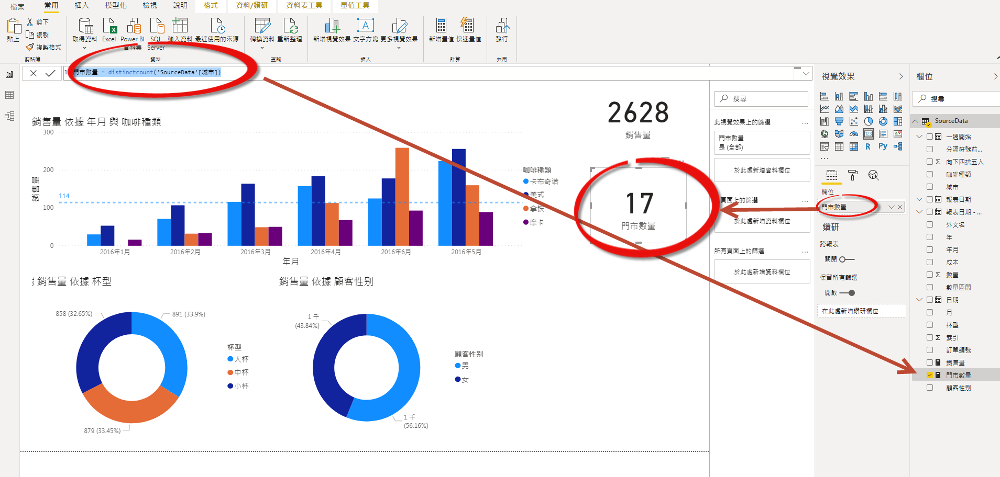 檔案 常用 插入 模型化 檢視 說明 格式 資料/鑽研 資料表工具 量值工具
貼上
剪下
複製
複製格式
剪貼簿
取得資料
Excel
Power BI
資料集
SQL
Server
輸入資料
最近使用的來源
資料
轉換資料
重新整理
查詢
新增視覺效果
文字方塊
更多視覺效果
插入
新增量值
快速量值
計算
發行
共用
1 門市數量 = distinctcount('SourceData'[城市])
銷售量 依據 年月 與 咖啡種類
300
200
114
100
0
銷售量
2016年1月 2016年2月 2016年3月 2016年4月 2016年6月 2016年5月
年月
咖啡種類
卡布奇诺
美式
拿铁
摩卡
2628
銷售量
17
門市數量
銷售量 依據 杯型
858 (32.65%)
891 (33.9%)
879 (33.45%)
杯型
大杯
中杯
小杯
銷售量 依據 顧客性別
1 千
(43.84%)
1 千
(56.16%)
顧客性別
男
女
搜尋
此視覺效果上的篩選 ...
門市數量
是 (全部)
於此處新增資料欄位
頁面上的篩選 ...
於此處新增資料欄位
所有頁面上的篩選 ...
於此處新增資料欄位
視覺效果
123
R
Py
...
欄位
門市數量
鑽研
跨報表
關閉
保留所有篩選
開啟
在此處新增鑽研欄位
欄位
搜尋
SourceData
一週開始
分隔符號前...
Σ 向下四捨五入
咖啡種類
城市
報表日期
報表日期 - ...
外文名
年
年月
成本
Σ 數量
數量區間
日期
月
杯型
Σ 索引
訂單編號
銷售量
門市數量
顧客性別